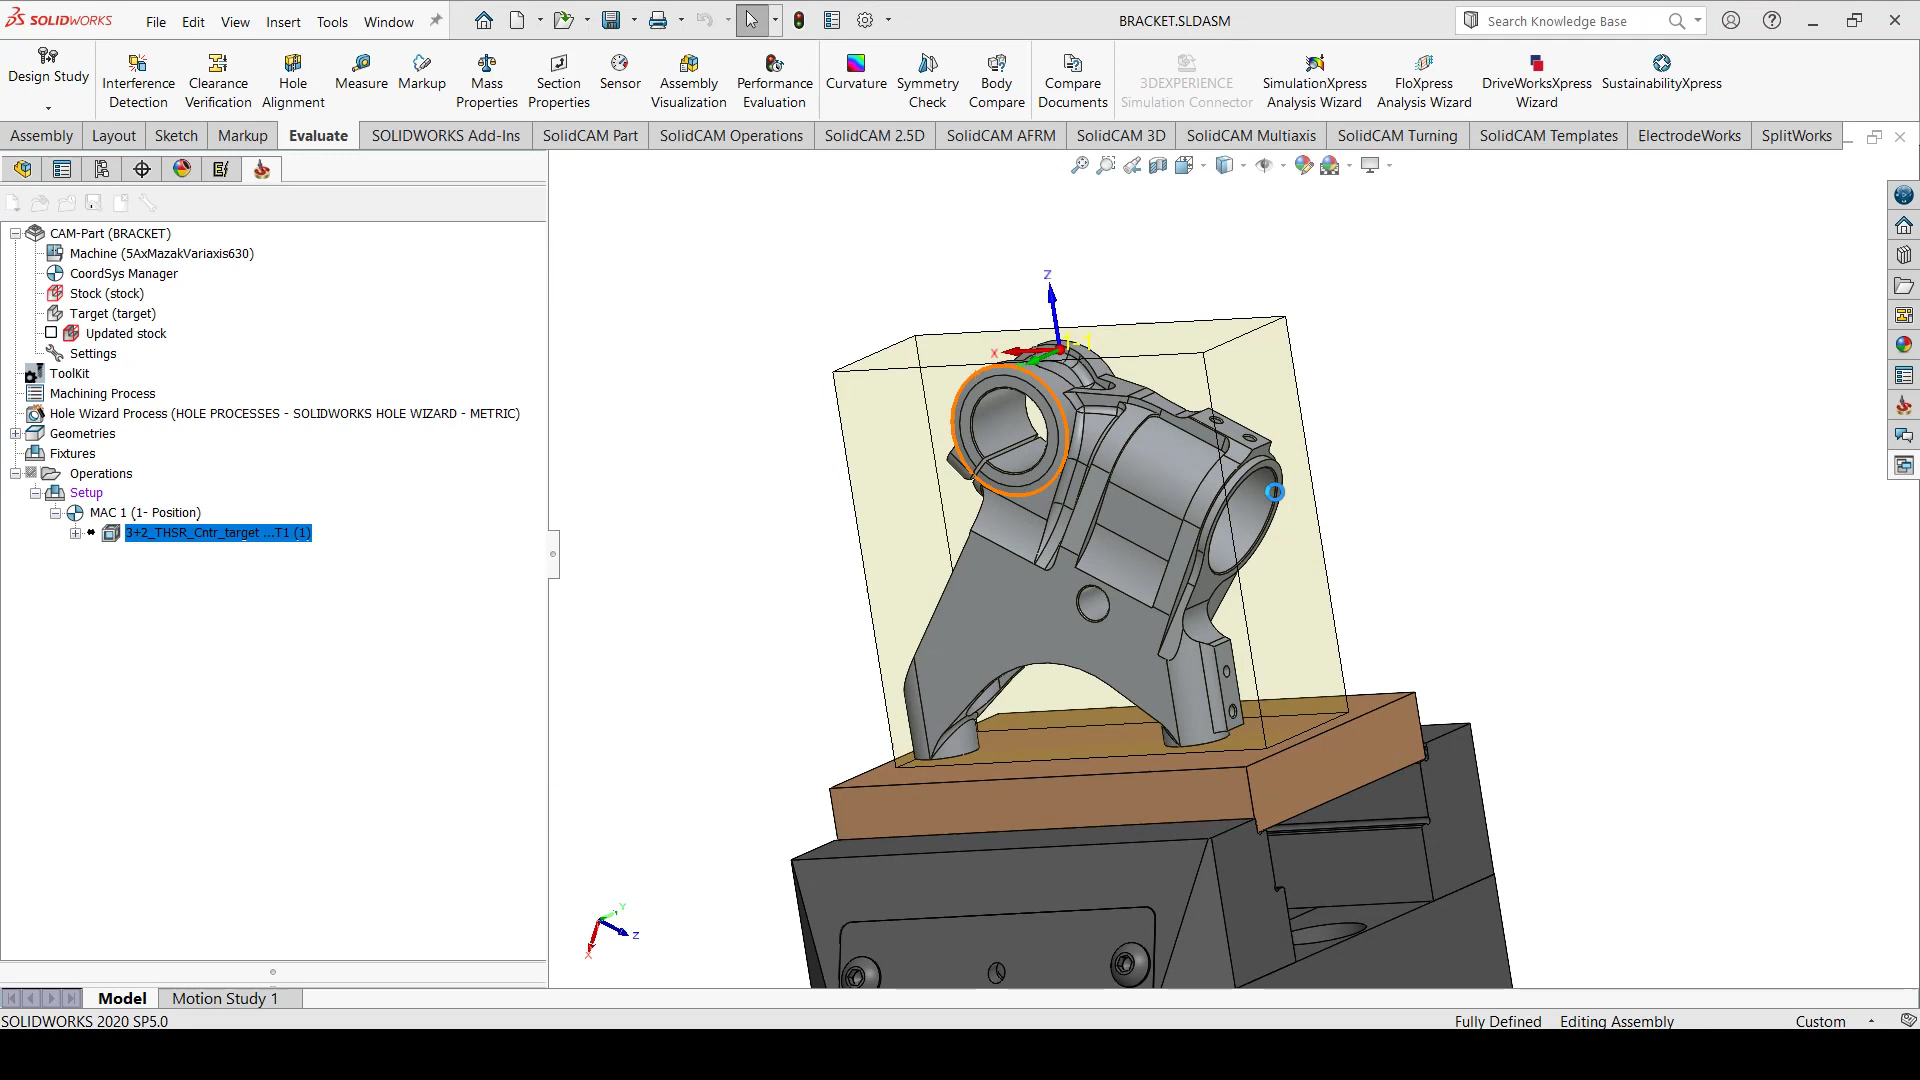 SOLIDWORKS File Edit View Insert Tools Window BRACKET.SLDASM Search Knowledge Base
Design Study
Interference Detection
Clearance Verification
Hole Alignment
Measure
Markup
Mass Properties
Section Properties
Sensor
Assembly Visualization
Performance Evaluation
Curvature
Symmetry Check
Body Compare
Compare Documents
3DEXPERIENCE Simulation Connector
SimulationXpress Analysis Wizard
FloXpress Analysis Wizard
DriveWorksXpress Wizard
SustainabilityXpress
Assembly Layout Sketch Markup Evaluate SOLIDWORKS Add-Ins SolidCAM Part SolidCAM Operations SolidCAM 2.5D SolidCAM AFRM SolidCAM 3D SolidCAM Multiaxis SolidCAM Turning SolidCAM Templates ElectrodeWorks SplitWorks
CAM-Part (BRACKET)
Machine (5AxMazakVariaxis630)
CoordSys Manager
Stock (stock)
Target (target)
Updated stock
Settings
ToolKit
Machining Process
Hole Wizard Process (HOLE PROCESSES - SOLIDWORKS HOLE WIZARD - METRIC)
Geometries
Fixtures
Operations
Setup
MAC 1 (1- Position)
3+2_THSR_Cntr_target ...T1 (1)
Z
X
Y
Z
X
Model Motion Study 1
SOLIDWORKS 2020 SP5.0 Fully Defined Editing Assembly Custom